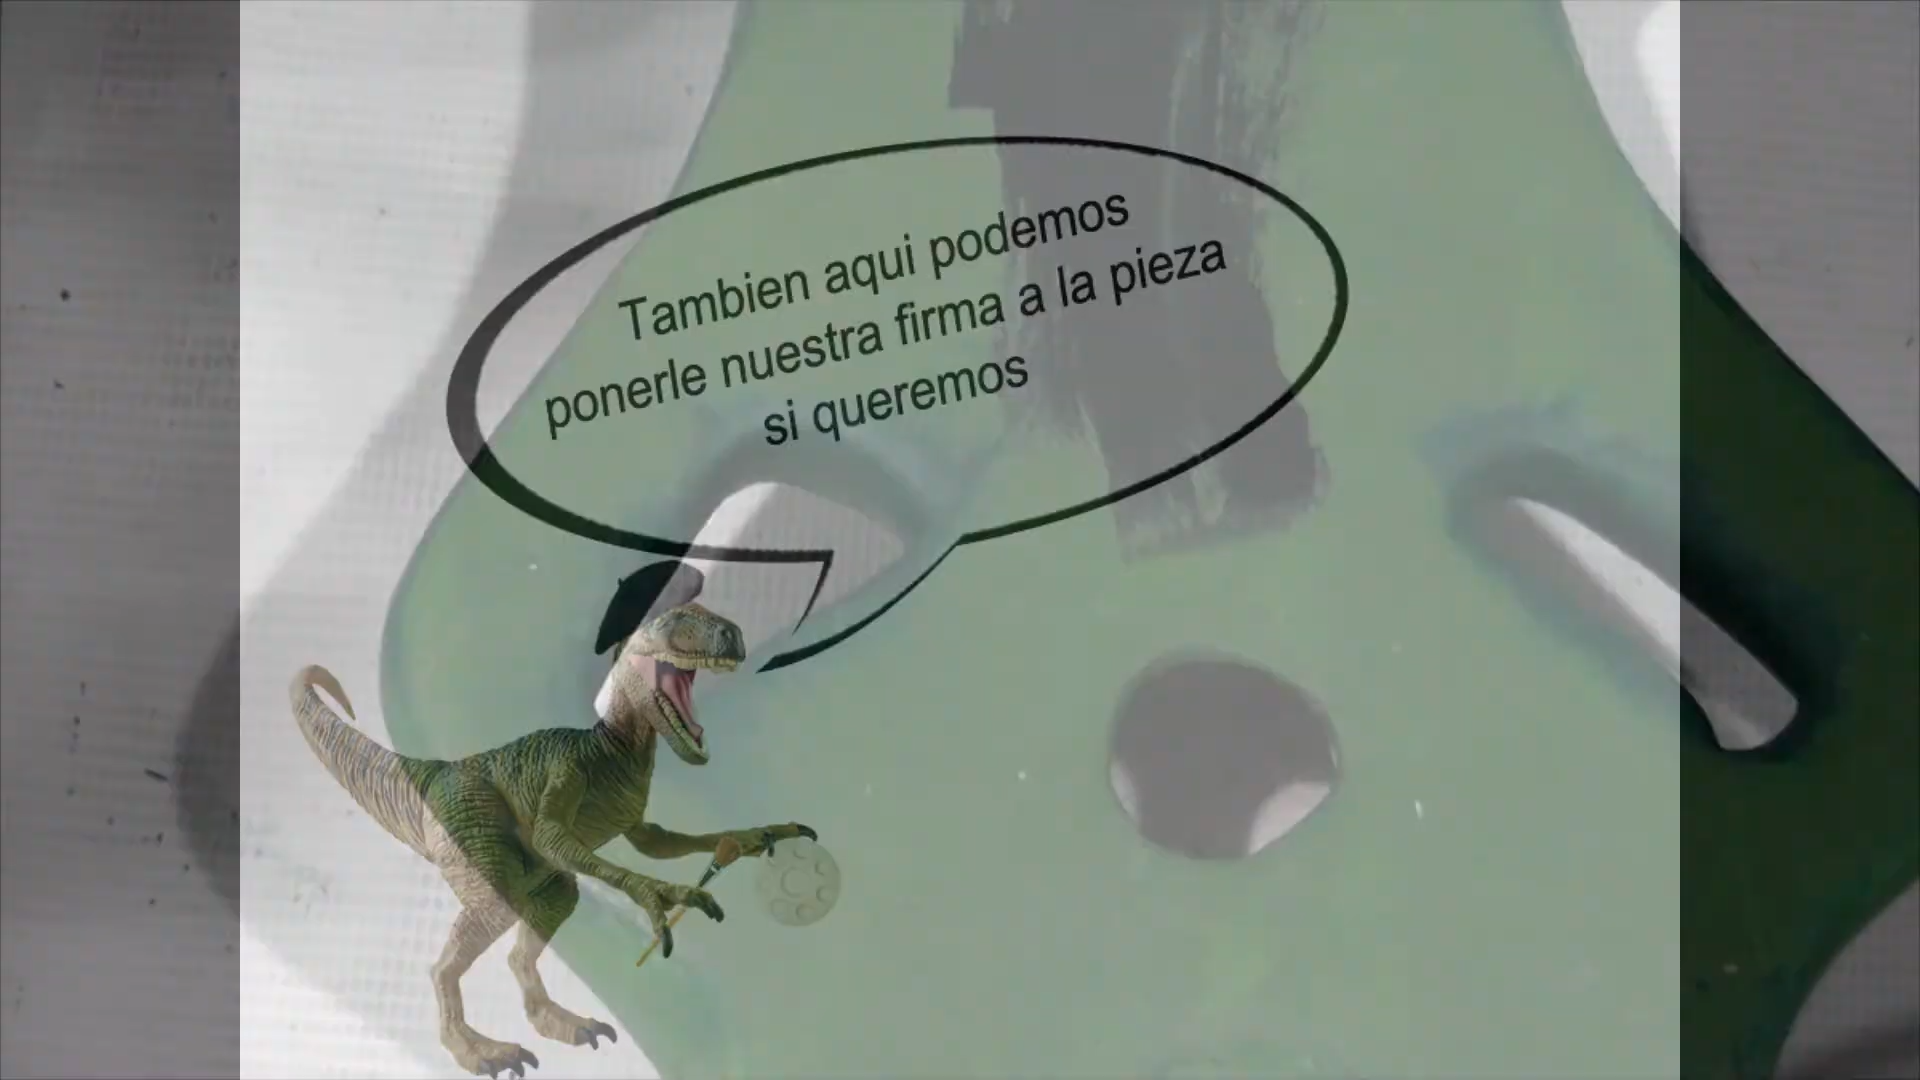 Tambien aqui podemos
ponerle nuestra firma a la pieza
si queremos